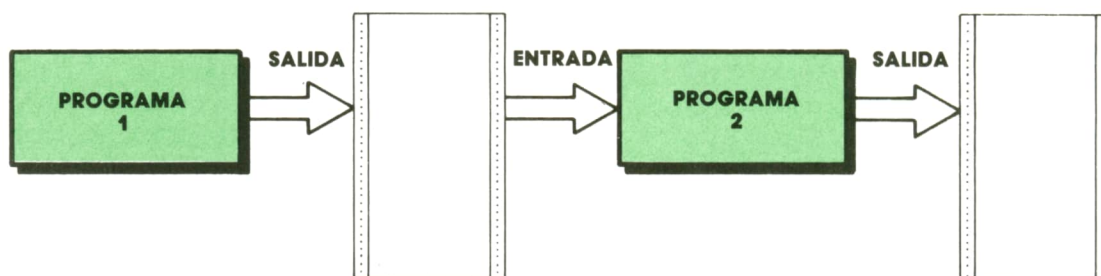 PROGRAMA
1
SALIDA
ENTRADA
PROGRAMA
2
SALIDA